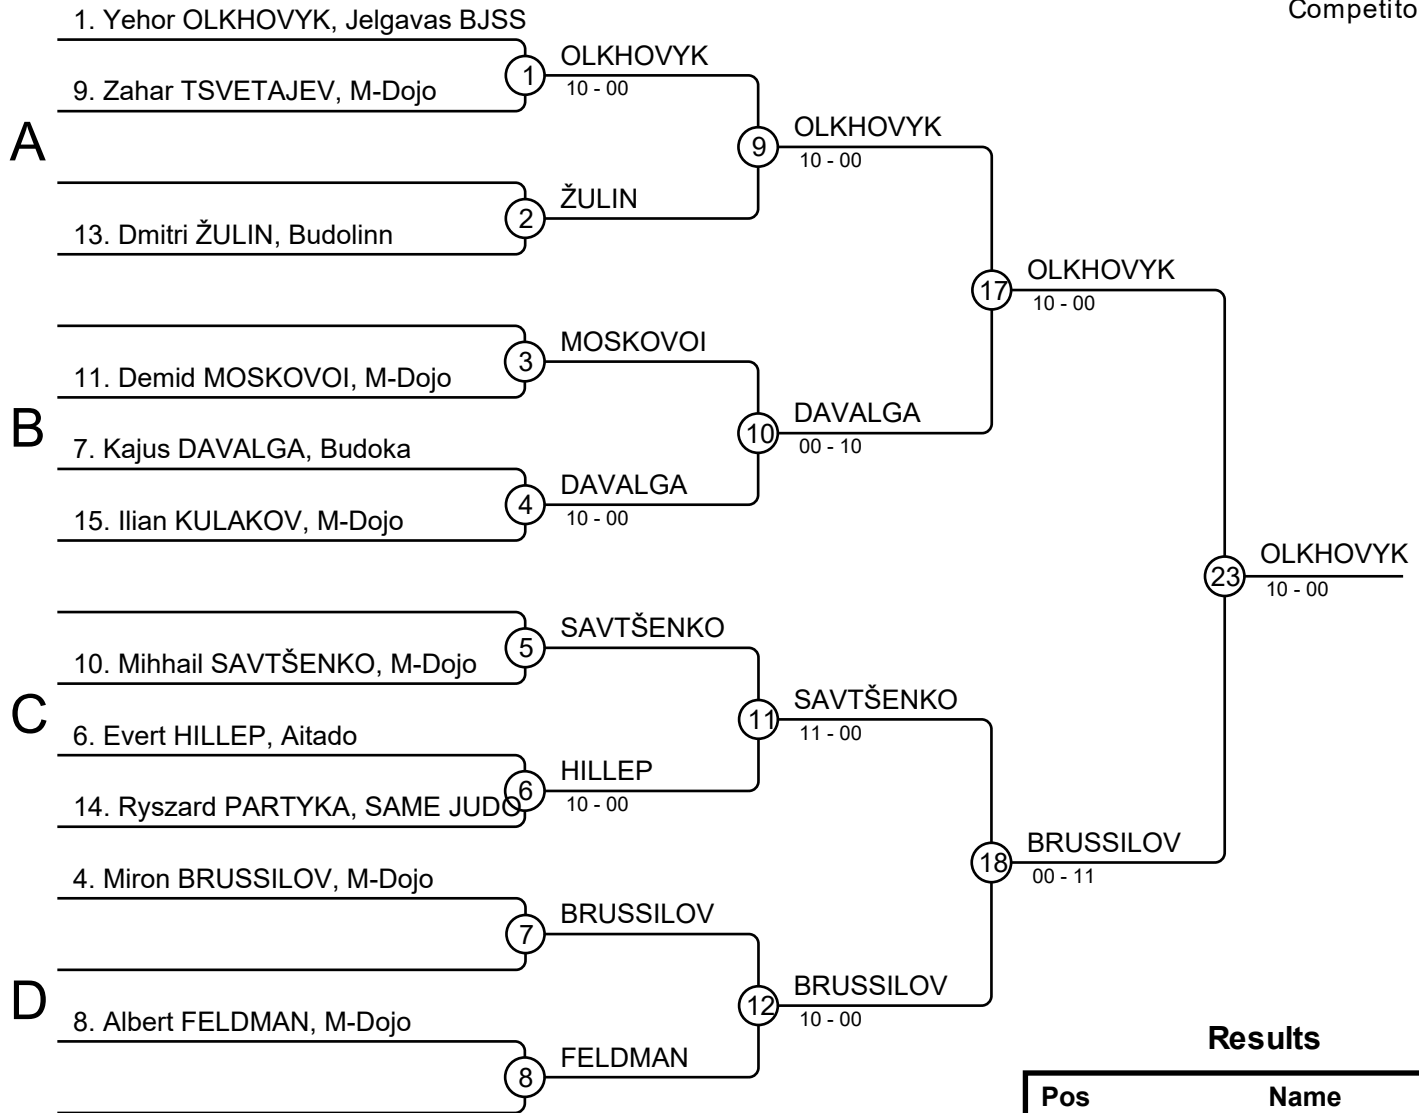 Competito
1. Yehor OLKHOVYK, Jelgavas BJSS
1
OLKHOVYK
10 - 00
9. Zahar TSVETAJEV, M-Dojo
A
9
OLKHOVYK
10 - 00
2
ŽULIN
13. Dmitri ŽULIN, Budolinn
17
OLKHOVYK
10 - 00
3
MOSKOVOI
11. Demid MOSKOVOI, M-Dojo
B
10
DAVALGA
00 - 10
7. Kajus DAVALGA, Budoka
4
DAVALGA
10 - 00
15. Ilian KULAKOV, M-Dojo
23
OLKHOVYK
10 - 00
5
SAVTŠENKO
10. Mihhail SAVTŠENKO, M-Dojo
C
11
SAVTŠENKO
11 - 00
6. Evert HILLEP, Aitado
6
HILLEP
10 - 00
14. Ryszard PARTYKA, SAME JUDO
18
BRUSSILOV
00 - 11
4. Miron BRUSSILOV, M-Dojo
7
BRUSSILOV
D
12
BRUSSILOV
10 - 00
8. Albert FELDMAN, M-Dojo
8
FELDMAN
Results
Pos Name